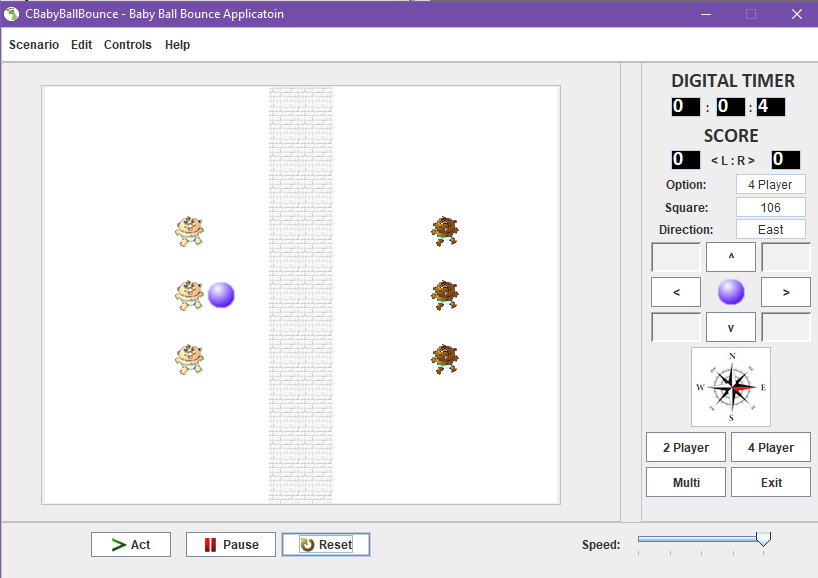 CBabyBallBounce - Baby Ball Bounce Applicatoin
Scenario Edit Controls Help
DIGITAL TIMER
0 : 0 : 4
SCORE
0 < L : R > 0
Option: 4 Player
Square: 106
Direction: East
^
< >
v
N
W E
S
2 Player 4 Player
Multi Exit
Act Pause Reset Speed: